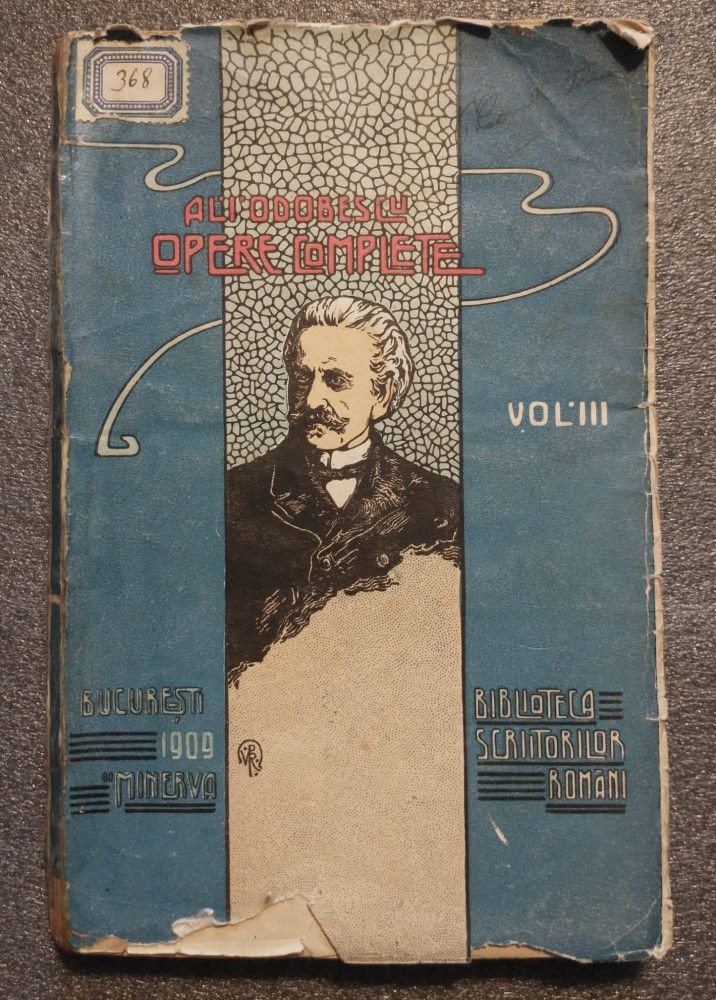 368
AL·I·ODOBESCU
OPERE COMPLETE
VOL·III
BUCUREȘTI
1909
MINERVA
BIBLIOTECA
SCRIITORILOR
ROMÂNI